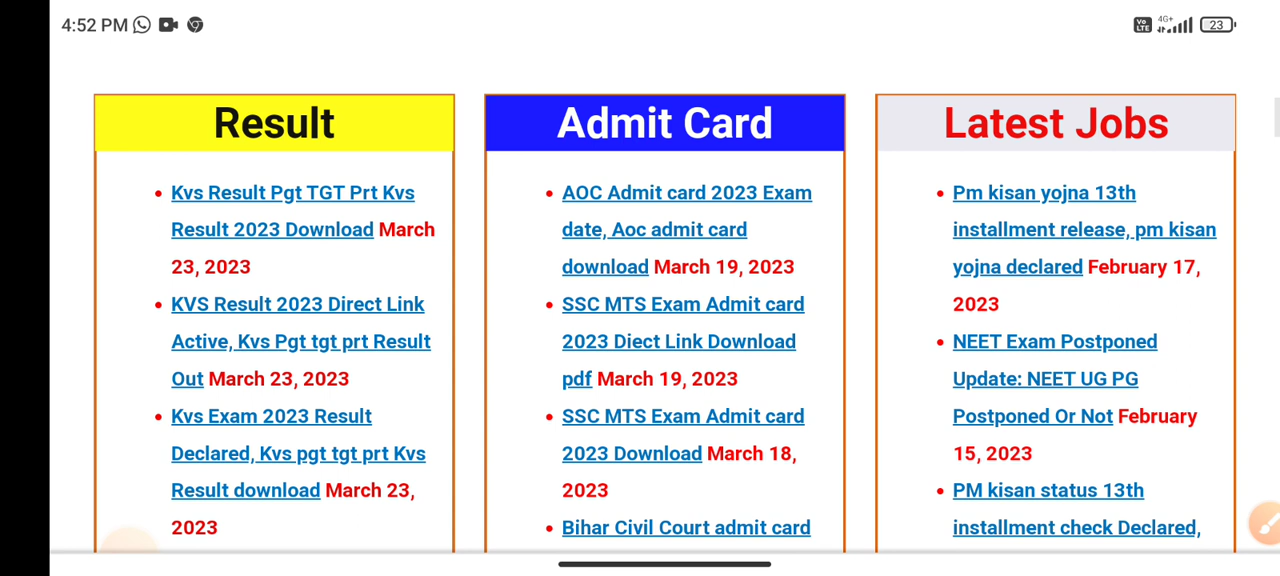 4:52 PM
Vo LTE 4G+ 23
Result
Kvs Result Pgt TGT Prt Kvs
Result 2023 Download March
23, 2023
KVS Result 2023 Direct Link
Active, Kvs Pgt tgt prt Result
Out March 23, 2023
Kvs Exam 2023 Result
Declared, Kvs pgt tgt prt Kvs
Result download March 23,
2023
Admit Card
AOC Admit card 2023 Exam
date, Aoc admit card
download March 19, 2023
SSC MTS Exam Admit card
2023 Diect Link Download
pdf March 19, 2023
SSC MTS Exam Admit card
2023 Download March 18,
2023
Bihar Civil Court admit card
Latest Jobs
Pm kisan yojna 13th
installment release, pm kisan
yojna declared February 17,
2023
NEET Exam Postponed
Update: NEET UG PG
Postponed Or Not February
15, 2023
PM kisan status 13th
installment check Declared,